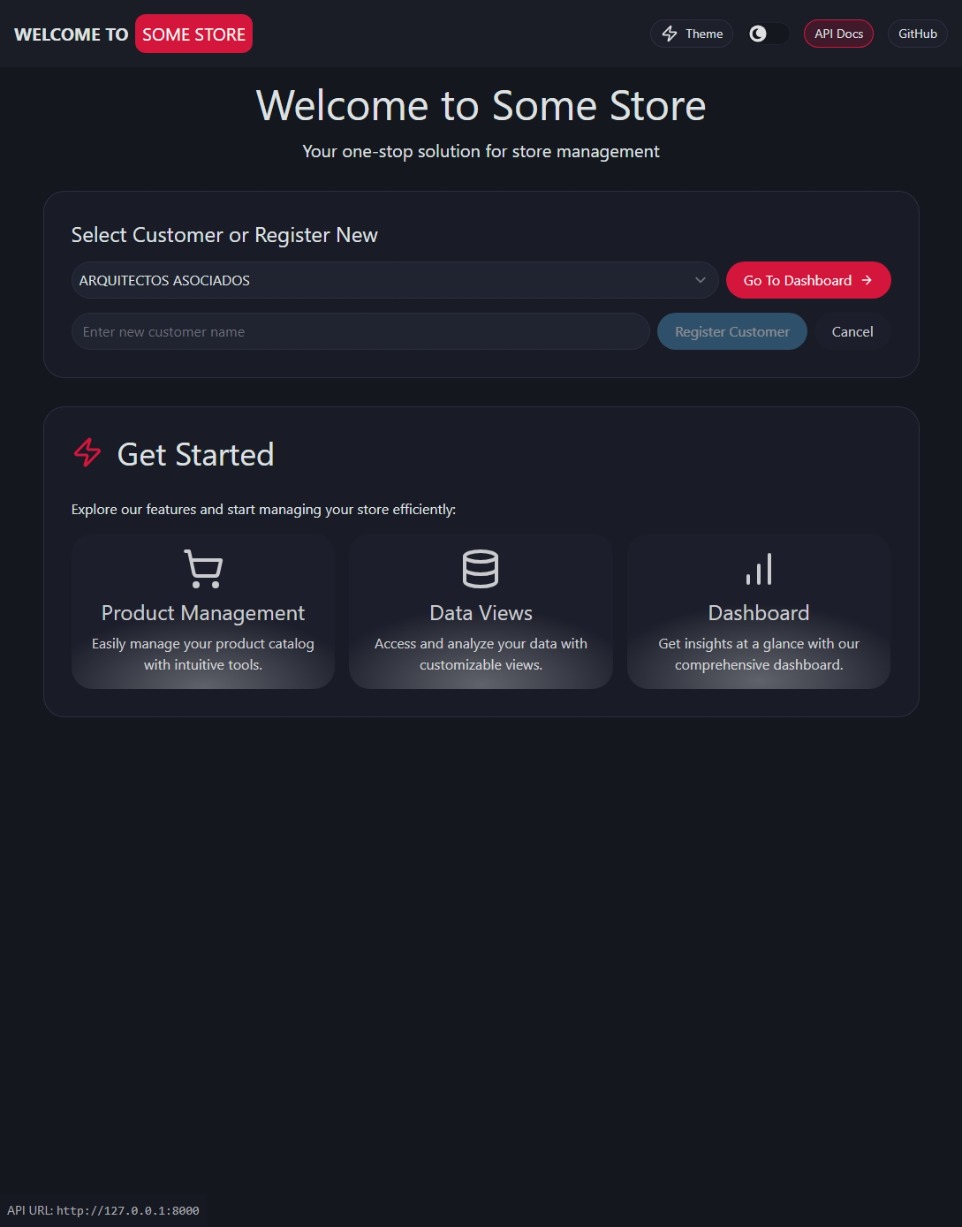 WELCOME TO SOME STORE
Theme
API Docs
GitHub
Welcome to Some Store
Your one-stop solution for store management
Select Customer or Register New
ARQUITECTOS ASOCIADOS
Go To Dashboard
Enter new customer name
Register Customer
Cancel
Get Started
Explore our features and start managing your store efficiently:
Product Management
Easily manage your product catalog
with intuitive tools.
Data Views
Access and analyze your data with
customizable views.
Dashboard
Get insights at a glance with our
comprehensive dashboard.
API URL: http://127.0.0.1:8000